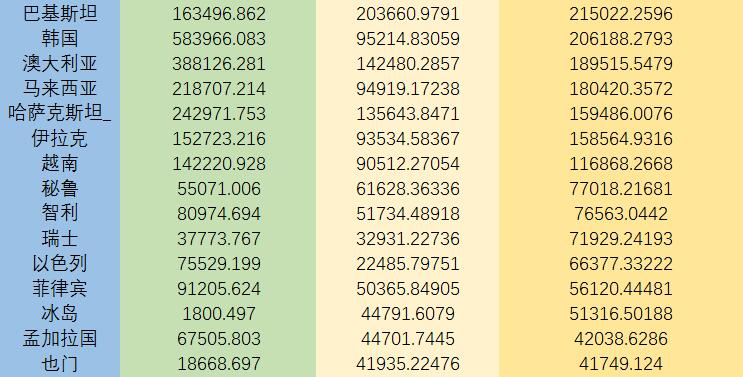 巴基斯坦 163496.862 203660.9791 215022.2596
韩国 583966.083 95214.83059 206188.2793
澳大利亚 388126.281 142480.2857 189515.5479
马来西亚 218707.214 94919.17238 180420.3572
哈萨克斯坦_ 242971.753 135643.8471 159486.0076
伊拉克 152723.216 93534.58367 158564.9316
越南 142220.928 90512.27054 116868.2668
秘鲁 55071.006 61628.36336 77018.21681
智利 80974.694 51734.48918 76563.0442
瑞士 37773.767 32931.22736 71929.24193
以色列 75529.199 22485.79751 66377.33222
菲律宾 91205.624 50365.84905 56120.44481
冰岛 1800.497 44791.6079 51316.50188
孟加拉国 67505.803 44701.7445 42038.6286
也门 18668.697 41935.22476 41749.124